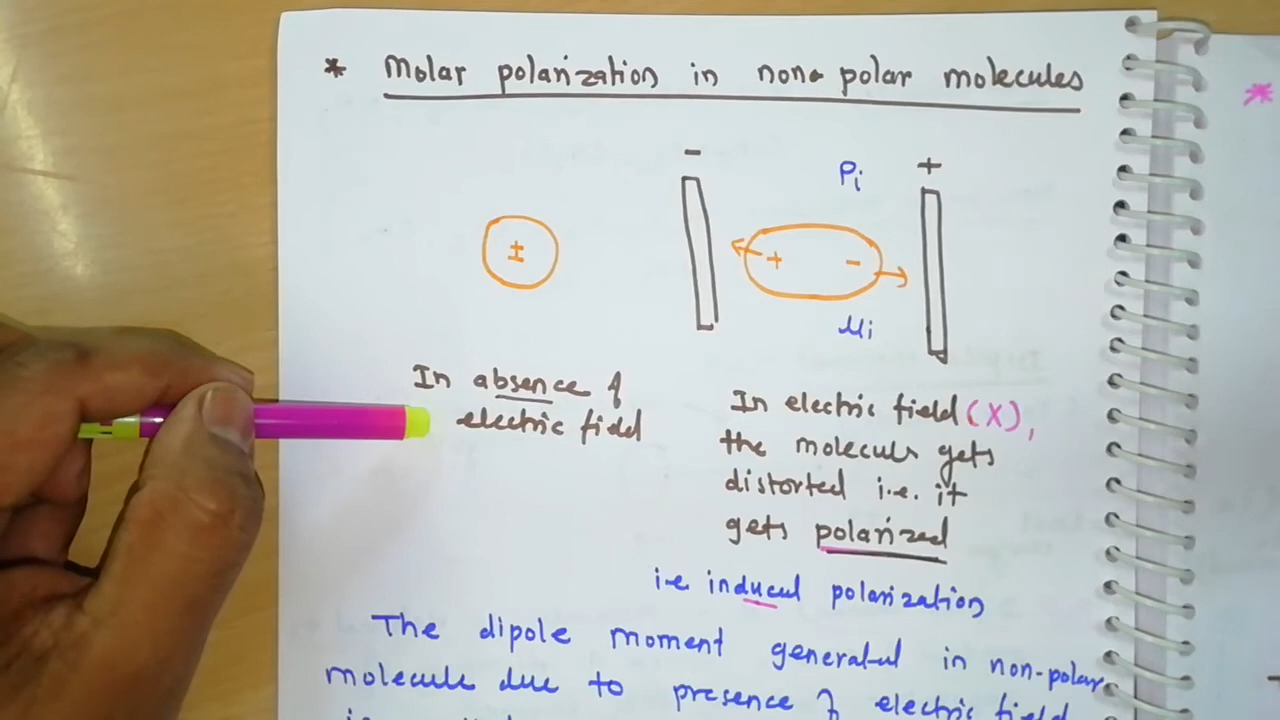 * Molar polarization in non-polar molecules
- Pi +
±
+ -
μi
In absence of
electric field
In electric field (X),
the molecule gets
distorted i.e. it
gets polarized
i.e induced polarization
The dipole moment generated in non-polar
molecule due to presence of electric field
*